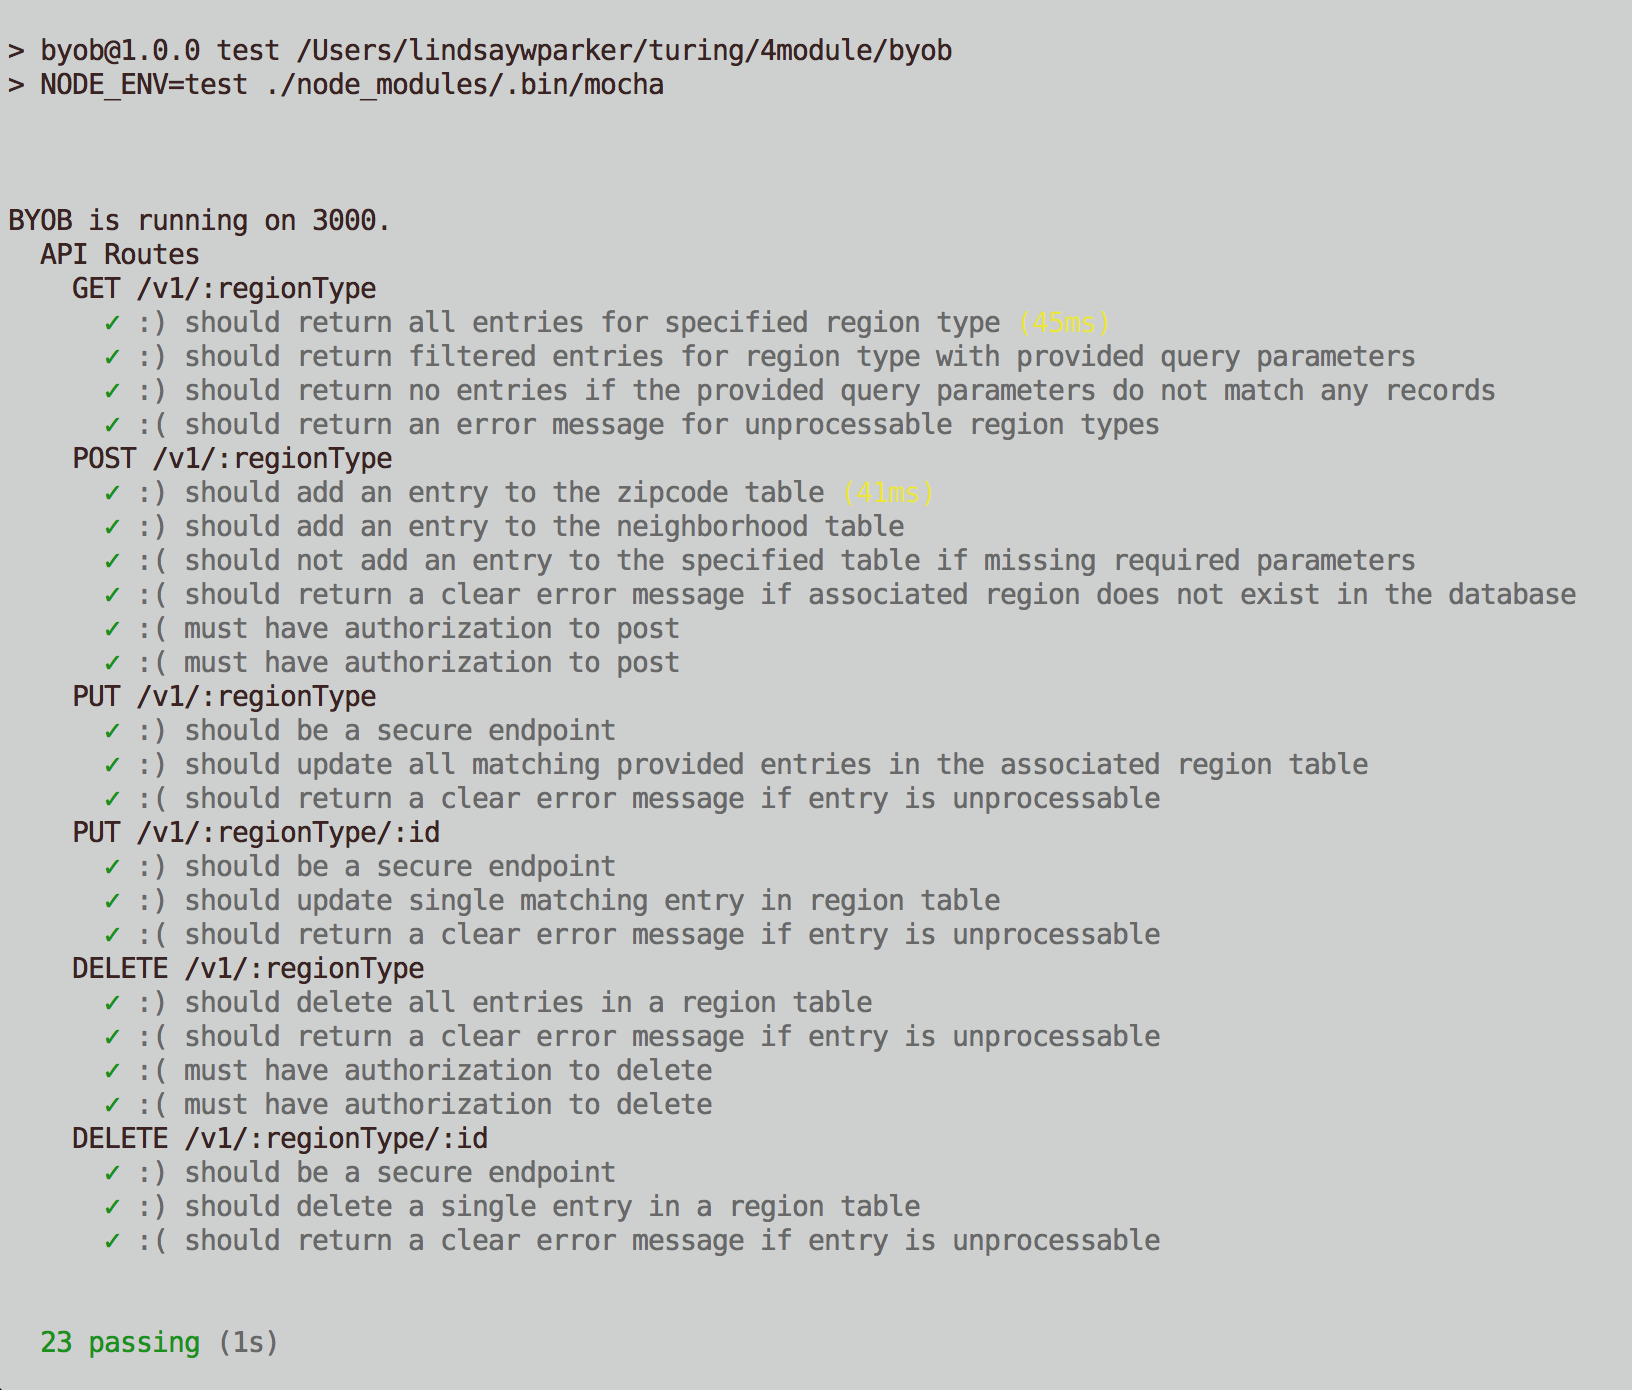 > byob@1.0.0 test /Users/lindsaywparker/turing/4module/byob
> NODE_ENV=test ./node_modules/.bin/mocha
BYOB is running on 3000.
API Routes
GET /v1/:regionType
✓ :) should return all entries for specified region type (45ms)
✓ :) should return filtered entries for region type with provided query parameters
✓ :) should return no entries if the provided query parameters do not match any records
✓ :( should return an error message for unprocessable region types
POST /v1/:regionType
✓ :) should add an entry to the zipcode table (41ms)
✓ :) should add an entry to the neighborhood table
✓ :( should not add an entry to the specified table if missing required parameters
✓ :( should return a clear error message if associated region does not exist in the database
✓ :( must have authorization to post
✓ :( must have authorization to post
PUT /v1/:regionType
✓ :) should be a secure endpoint
✓ :) should update all matching provided entries in the associated region table
✓ :( should return a clear error message if entry is unprocessable
PUT /v1/:regionType/:id
✓ :) should be a secure endpoint
✓ :) should update single matching entry in region table
✓ :( should return a clear error message if entry is unprocessable
DELETE /v1/:regionType
✓ :) should delete all entries in a region table
✓ :( should return a clear error message if entry is unprocessable
✓ :( must have authorization to delete
✓ :( must have authorization to delete
DELETE /v1/:regionType/:id
✓ :) should be a secure endpoint
✓ :) should delete a single entry in a region table
✓ :( should return a clear error message if entry is unprocessable
23 passing (1s)